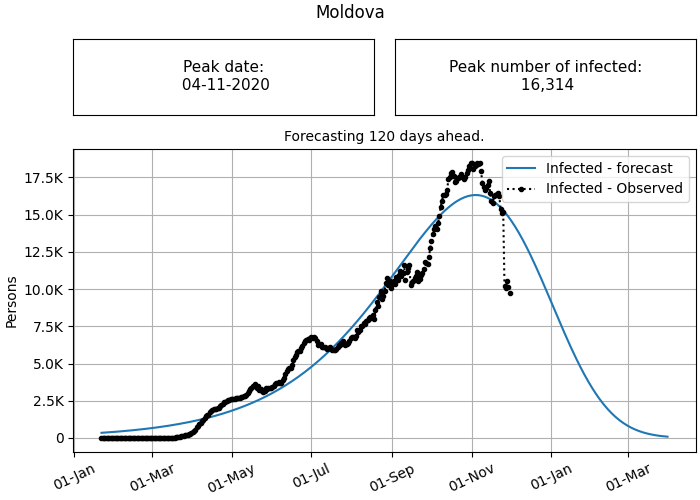 Moldova
Peak date:
04-11-2020
Peak number of infected:
16,314
Forecasting 120 days ahead.
Infected - forecast
Infected - Observed
Persons
17.5K
15.0K
12.5K
10.0K
7.5K
5.0K
2.5K
0
01-Jan
01-Mar
01-May
01-Jul
01-Sep
01-Nov
01-Jan
01-Mar